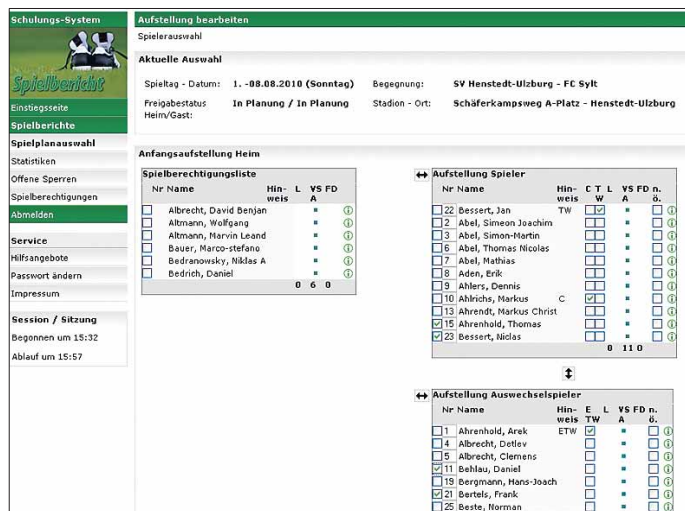 Schulungs-System
Spielbericht
Einstiegsseite
Spielberichte
Spielplanauswahl
Statistiken
Offene Sperren
Spielberechtigungen
Abmelden
Service
Hilfsangebote
Passwort ändern
Impressum
Session / Sitzung
Begonnen um 15:32
Ablauf um 15:57
Aufstellung bearbeiten
Spielerauswahl
Aktuelle Auswahl
Spieltag - Datum: 1. -08.08.2010 (Sonntag) Begegnung: SV Henstedt-Ulzburg - FC Sylt
Freigabestatus In Planung / In Planung Stadion - Ort: Schäferkampsweg A-Platz - Henstedt-Ulzburg
Heim/Gast:
Anfangsaufstellung Heim
Spielberechtigungsliste
Nr Name Hin- L VS FD
weis A
Albrecht, David Benjan
Altmann, Wolfgang
Altmann, Marvin Leand
Bauer, Marco-stefano
Bedranowsky, Niklas A
Bedrich, Daniel
0 6 0
Aufstellung Spieler
Nr Name Hin- C T L VS FD n.
weis W A ö.
22 Bessert, Jan TW
2 Abel, Simeon Joachim
3 Abel, Simon-Martin
6 Abel, Thomas Nicolas
7 Abel, Mathias
8 Aden, Erik
9 Ahlers, Dennis
10 Ahlrichs, Markus C
13 Ahrendt, Markus Christ
15 Ahrenhold, Thomas
23 Bessert, Niclas
0 11 0
Aufstellung Auswechselspieler
Nr Name Hin- E L VS FD n.
weis TW A ö.
1 Ahrenhold, Arek ETW
4 Albrecht, Detlev
5 Albrecht, Clemens
11 Behlau, Daniel
19 Bergmann, Hans-Joach
21 Bertels, Frank
25 Beste, Norman